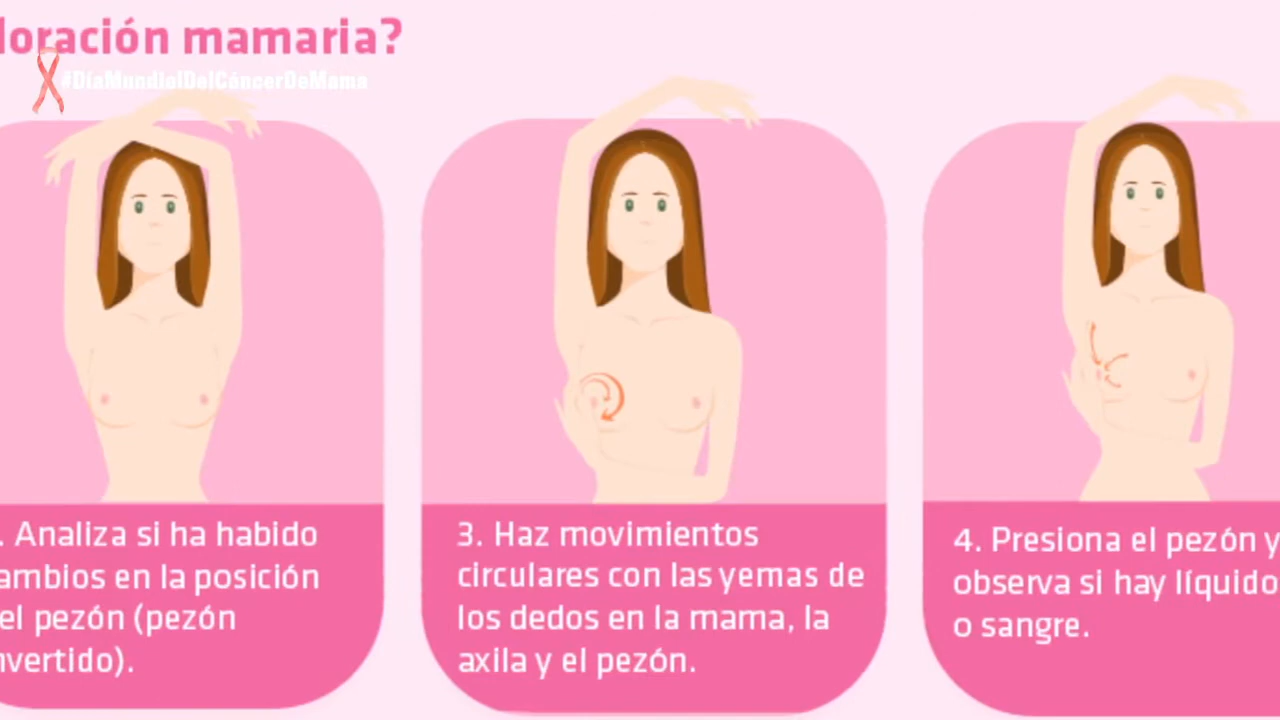 loración mamaria?
#DíaMundialDelCáncerDeMama
. Analiza si ha habido
ambios en la posición
el pezón (pezón
nvertido).
3. Haz movimientos
circulares con las yemas de
los dedos en la mama, la
axila y el pezón.
4. Presiona el pezón y
observa si hay líquido
o sangre.